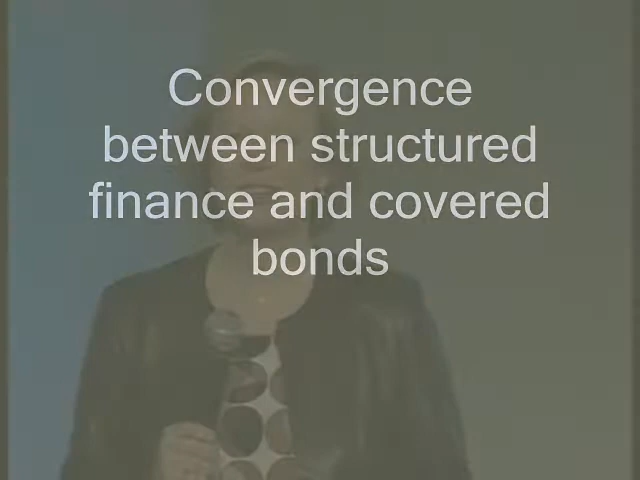 Convergence
between structured
finance and covered
bonds